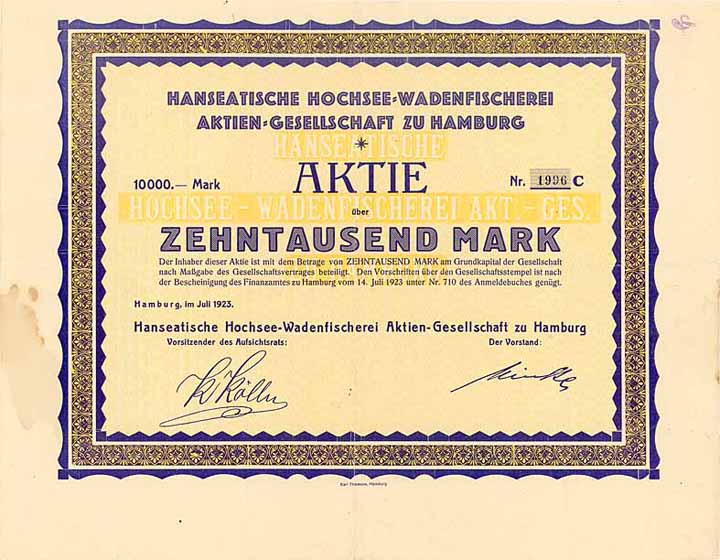 HANSEATISCHE HOCHSEE-WADENFISCHEREI
AKTIEN-GESELLSCHAFT ZU HAMBURG
HANSEATISCHE
AKTIE
10000.— Mark
Nr. 1996 C
HOCHSEE - WADENFISCHEREI AKT. - GES.
über
ZEHNTAUSEND MARK
Der Inhaber dieser Aktie ist mit dem Betrage von ZEHNTAUSEND MARK am Grundkapital der Gesellschaft
nach Maßgabe des Gesellschaftsvertrages beteiligt. Den Vorschriften über den Gesellschaftsstempel ist nach
der Bescheinigung des Finanzamtes zu Hamburg vom 14. Juli 1923 unter Nr. 710 des Anmeldebuches genügt.
Hamburg, im Juli 1923.
Hanseatische Hochsee-Wadenfischerei Aktien-Gesellschaft zu Hamburg
Vorsitzender des Aufsichtsrats:
Der Vorstand:
Karl Hamburg